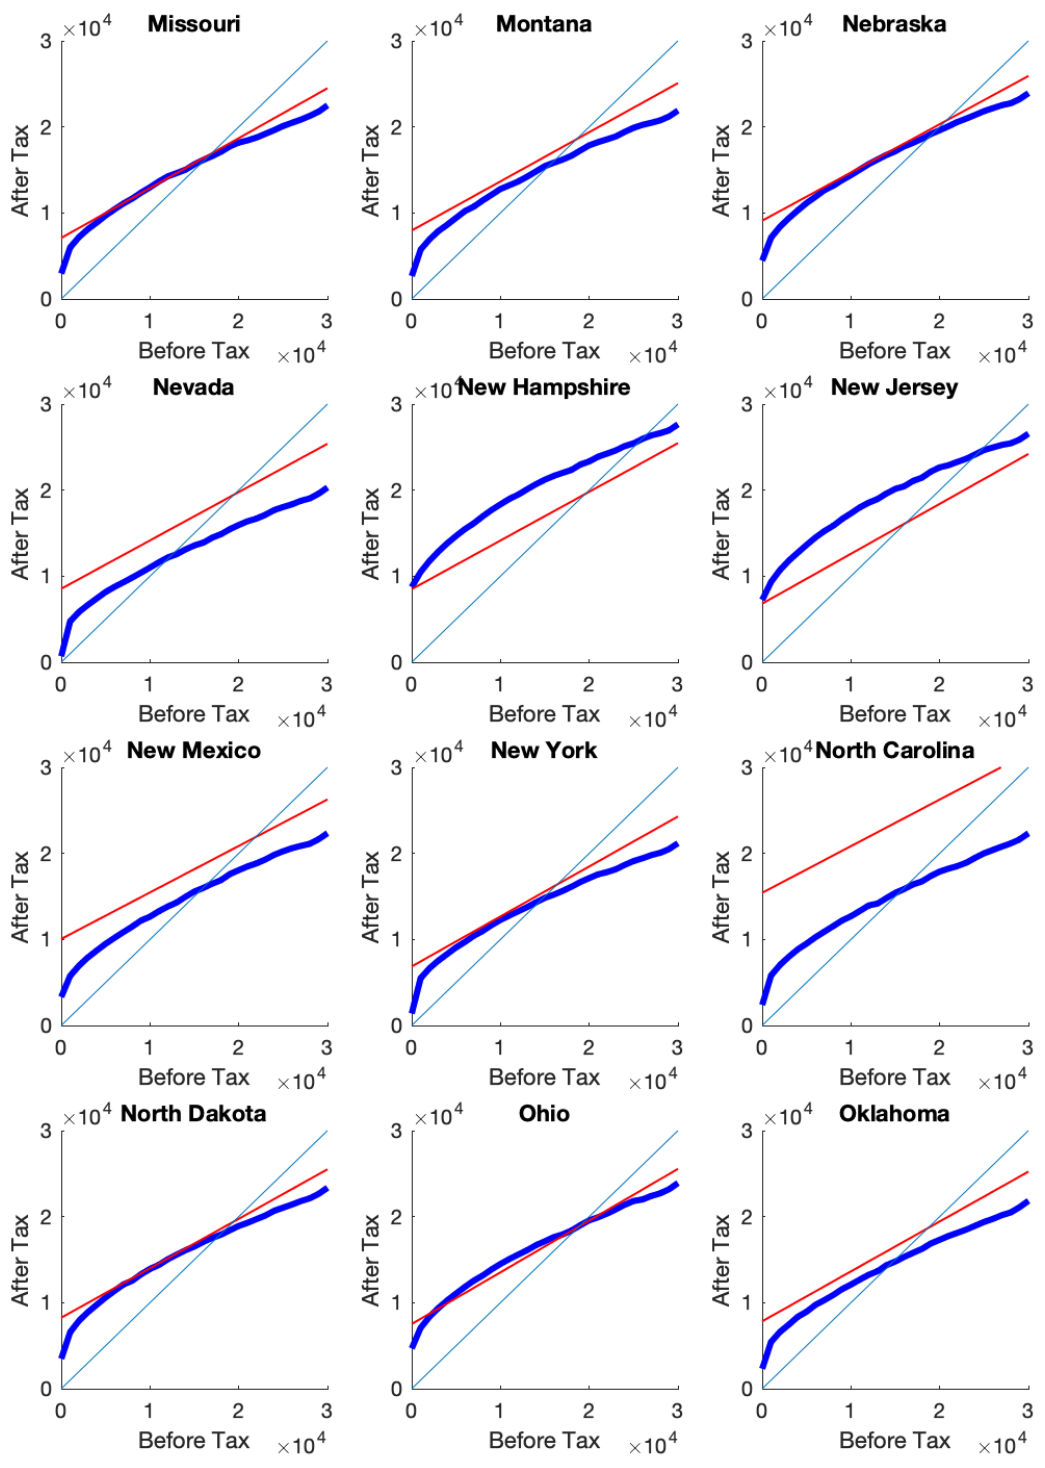 ×10⁴ Missouri
3
2
1
0
After Tax
0 1 2 3
Before Tax ×10⁴
×10⁴ Montana
3
2
1
0
After Tax
0 1 2 3
Before Tax ×10⁴
×10⁴ Nebraska
3
2
1
0
After Tax
0 1 2 3
Before Tax ×10⁴
×10⁴ Nevada
3
2
1
0
After Tax
0 1 2 3
Before Tax ×10⁴
×10⁴ New Hampshire
3
2
1
0
After Tax
0 1 2 3
Before Tax ×10⁴
×10⁴ New Jersey
3
2
1
0
After Tax
0 1 2 3
Before Tax ×10⁴
×10⁴ New Mexico
3
2
1
0
After Tax
0 1 2 3
Before Tax ×10⁴
×10⁴ New York
3
2
1
0
After Tax
0 1 2 3
Before Tax ×10⁴
×10⁴ North Carolina
3
2
1
0
After Tax
0 1 2 3
Before Tax ×10⁴
×10⁴ North Dakota
3
2
1
0
After Tax
0 1 2 3
Before Tax ×10⁴
×10⁴ Ohio
3
2
1
0
After Tax
0 1 2 3
Before Tax ×10⁴
×10⁴ Oklahoma
3
2
1
0
After Tax
0 1 2 3
Before Tax ×10⁴